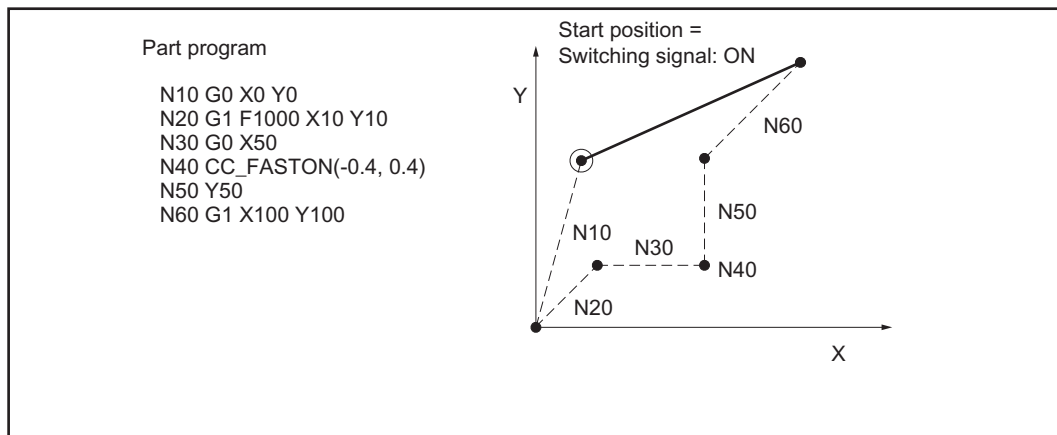 Part program
N10 G0 X0 Y0
N20 G1 F1000 X10 Y10
N30 G0 X50
N40 CC_FASTON(-0.4, 0.4)
N50 Y50
N60 G1 X100 Y100
Start position =
Switching signal: ON
Y
N60
N50
N10
N30
N40
N20
X